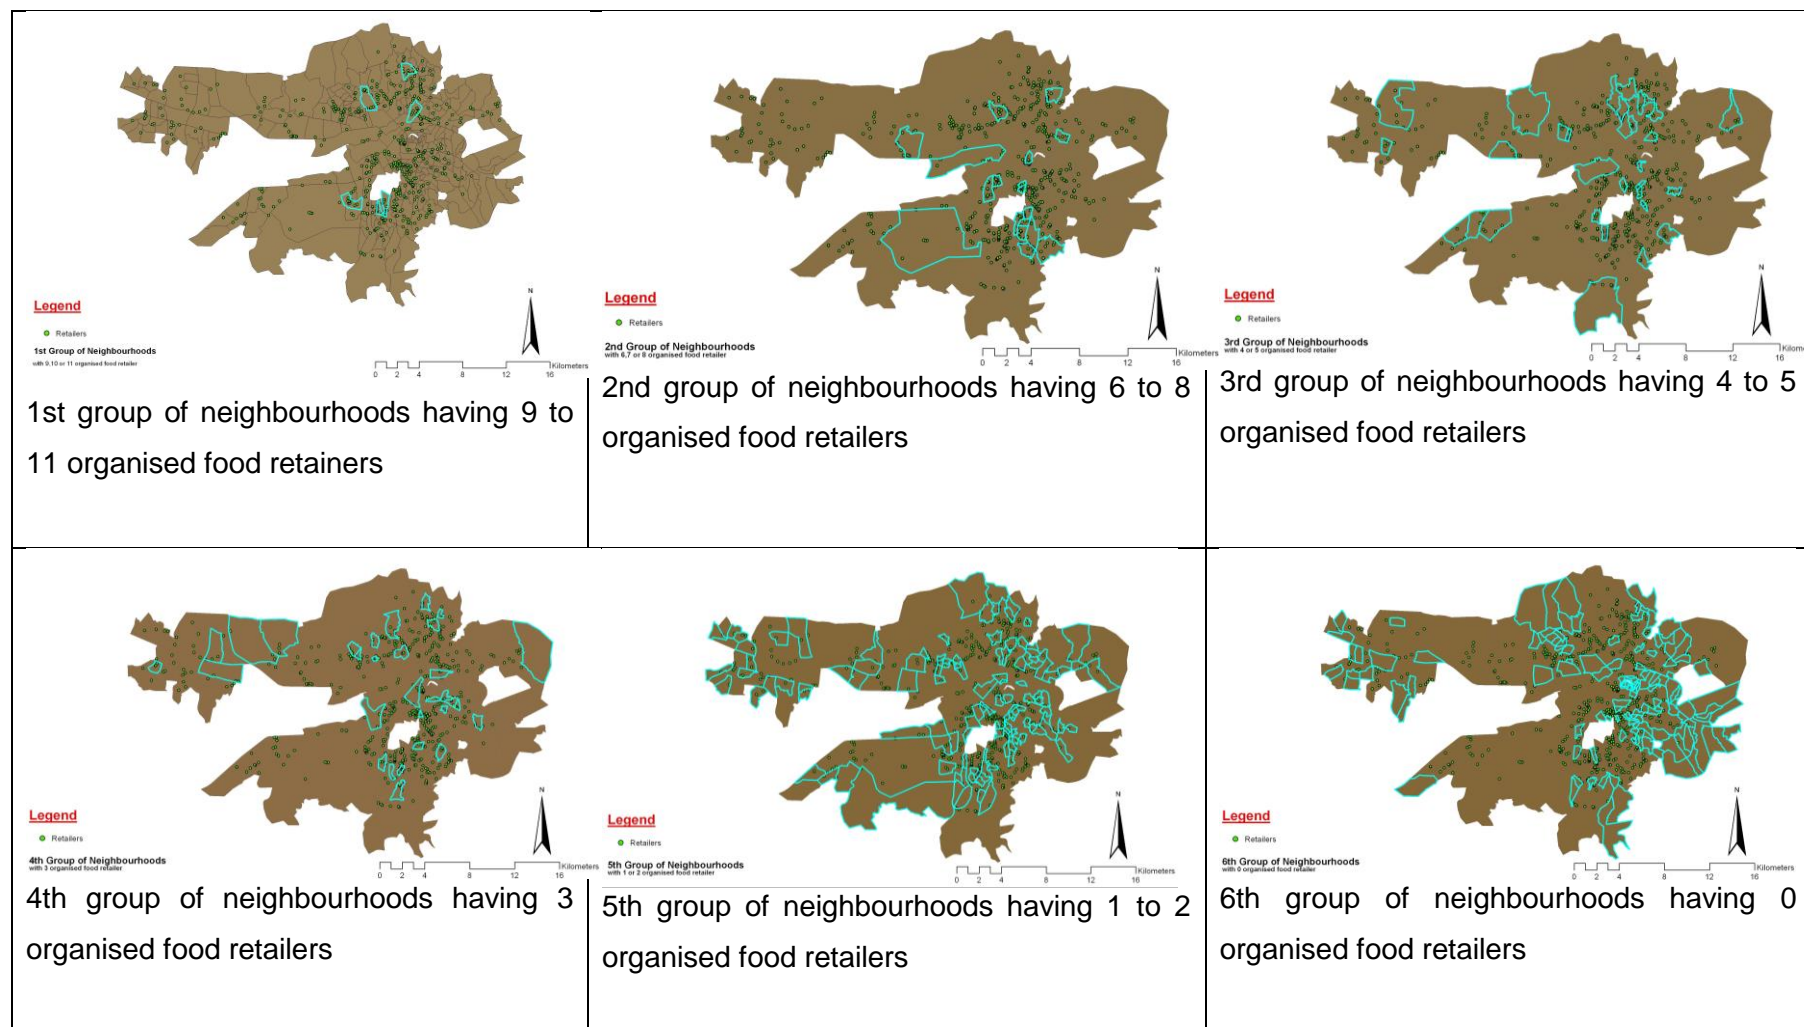 N
Legend
Retailers
1st Group of Neighbourhoods
with 9,10 or 11 organised food retailer
0 2 4 8 12 16
Kilometers
1st group of neighbourhoods having 9 to
11 organised food retainers
N
Legend
Retailers
2nd Group of Neighbourhoods
with 6,7 or 8 organised food retailer
0 2 4 8 12 16
Kilometers
2nd group of neighbourhoods having 6 to 8
organised food retailers
N
Legend
Retailers
3rd Group of Neighbourhoods
with 4 or 5 organised food retailer
0 2 4 8 12 16
3rd group of neighbourhoods having 4 to 5
organised food retailers
N
Legend
Retailers
4th Group of Neighbourhoods
with 3 organised food retailer
0 2 4 8 12 16
Kilometers
4th group of neighbourhoods having 3
organised food retailers
N
Legend
Retailers
5th Group of Neighbourhoods
with 1 or 2 organised food retailer
0 2 4 8 12 16
Kilometers
5th group of neighbourhoods having 1 to 2
organised food retailers
N
Legend
Retailers
6th Group of Neighbourhoods
with 0 organised food retailer
0 2 4 8 12 16
Kilometers
6th group of neighbourhoods having 0
organised food retailers